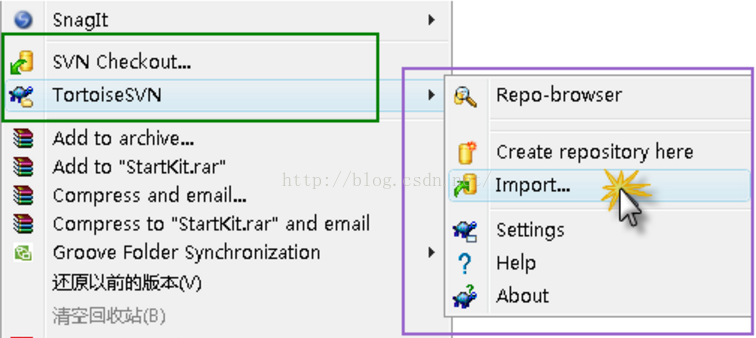 SnagIt
SVN Checkout...
TortoiseSVN
Add to archive...
Add to "StartKit.rar"
Compress and email...
Compress to "StartKit.rar" and email
Groove Folder Synchronization
还原以前的版本(V)
清空回收站(B)
Repo-browser
Create repository here
Import...
Settings
Help
About
http://blog.csdn.net/